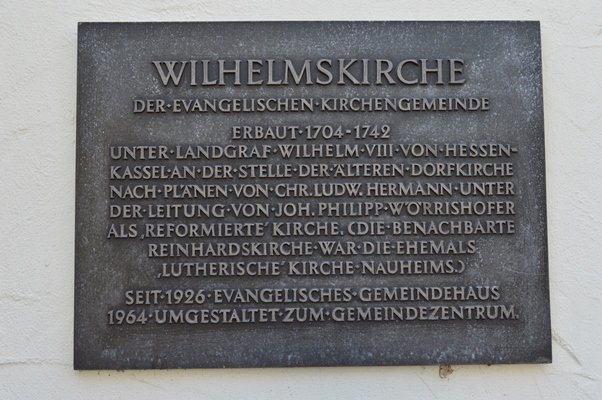 WILHELMSKIRCHE
DER·EVANGELISCHEN·KIRCHENGEMEINDE
ERBAUT·1704-1742
UNTER·LANDGRAF·WILHELM·VIII·VON·HESSEN-
KASSEL·AN·DER·STELLE·DER·ÄLTEREN·DORFKIRCHE
NACH·PLÄNEN·VON·CHR.LUDW.HERMANN·UNTER
DER·LEITUNG·VON·JOH.PHILIPP·WÖRRISHOFER
ALS ‚REFORMIERTE‘ KIRCHE. (DIE·BENACHBARTE
REINHARDSKIRCHE·WAR·DIE·EHEMALS
‚LUTHERISCHE‘ KIRCHE·NAUHEIMS.)
SEIT·1926·EVANGELISCHES·GEMEINDEHAUS
1964·UMGESTALTET·ZUM·GEMEINDEZENTRUM.